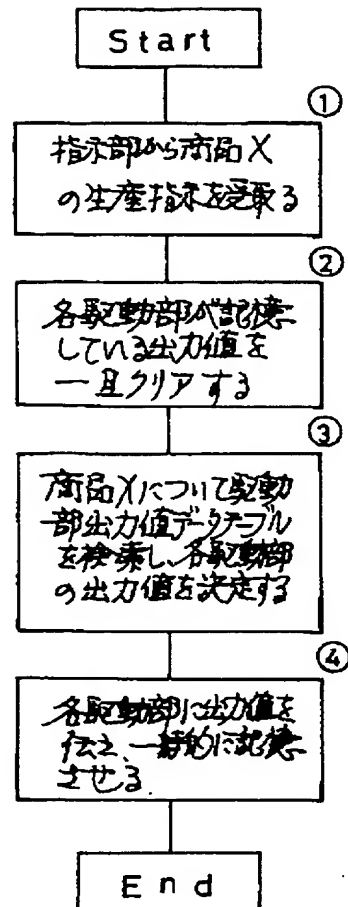 Start
①
指示部から商品X
の生産指示を受取る
②
各駆動部が記憶
している出力値を
一旦クリアする
③
商品Xについて駆動
部出力値データテーブル
を検索し、各駆動部
の出力値を決定する
④
各駆動部に出力値を
伝え、一時的に記憶
させる。
End